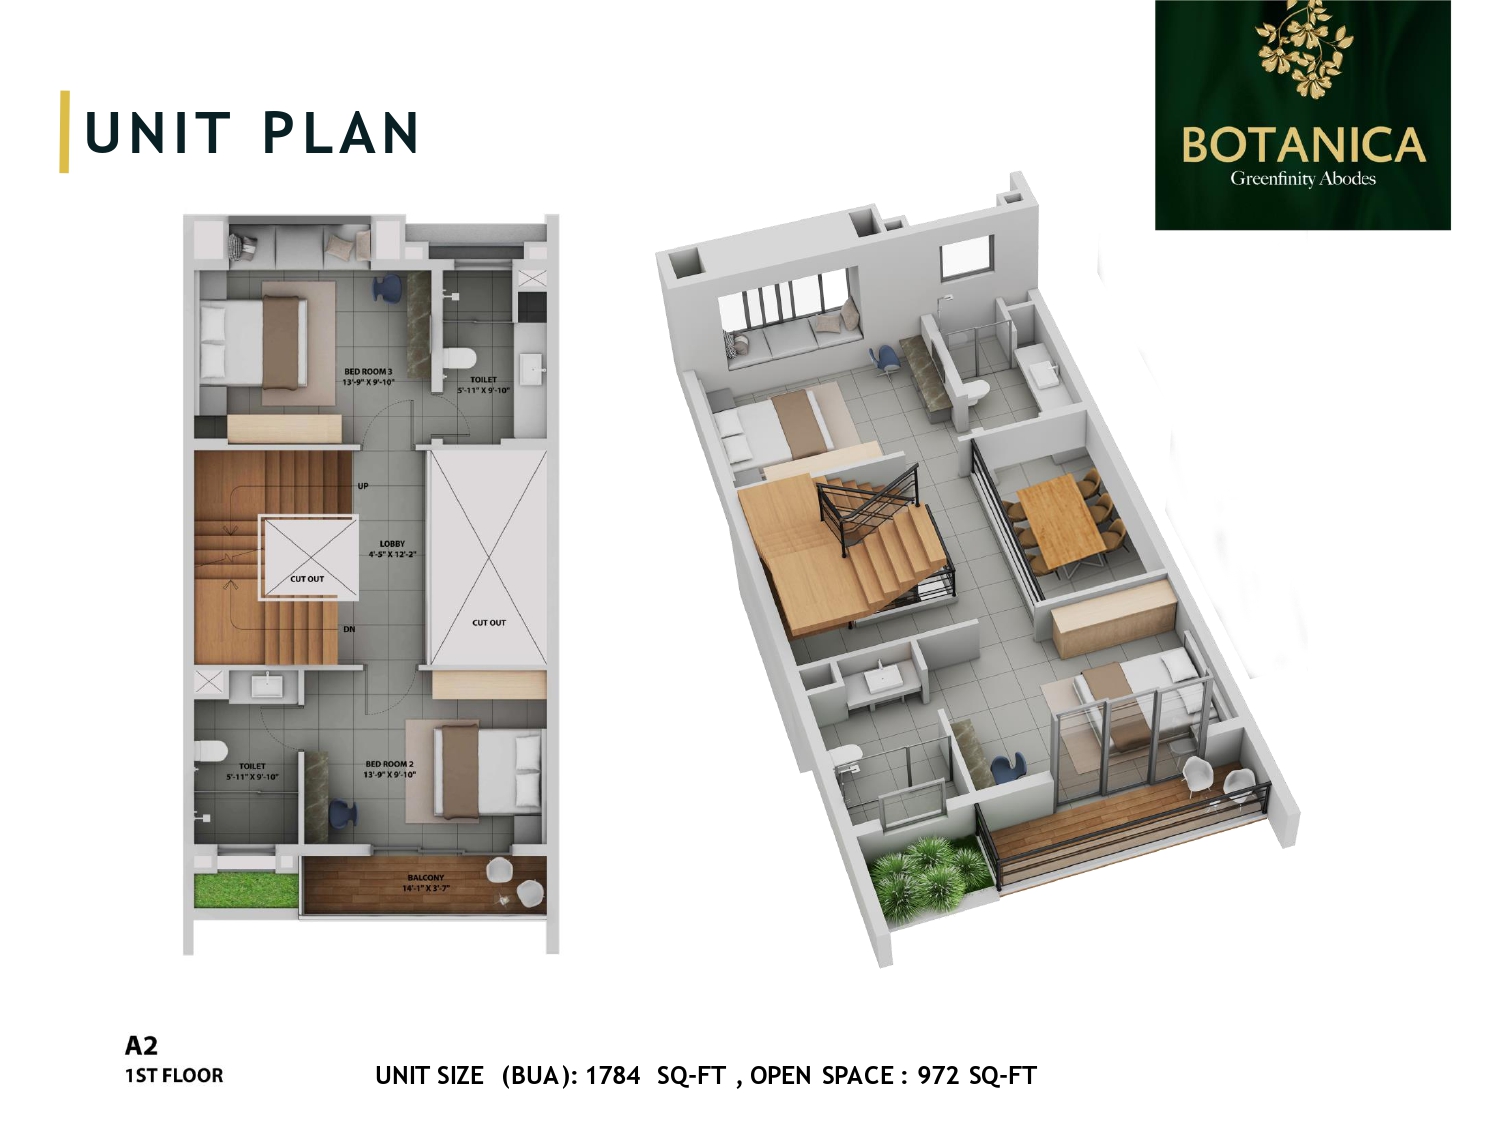 BOTANICA
Greenfinity Abodes
UNIT PLAN
BED ROOM 3
13'-9" X 9'-10"
TOILET
5'-11" X 9'-10"
UP
LOBBY
4'-5" X 12'-2"
CUT OUT
CUT OUT
DN
BED ROOM 2
13'-9" X 9'-10"
TOILET
5'-11" X 9'-10"
BALCONY
14'-1" X 3'-7"
A2
1ST FLOOR
UNIT SIZE (BUA): 1784 SQ-FT , OPEN SPACE : 972 SQ-FT